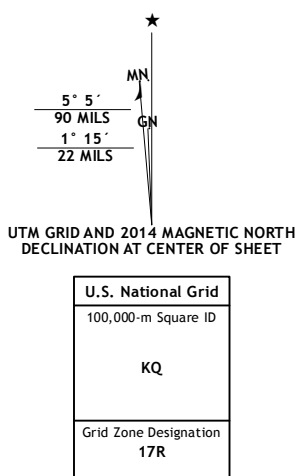 ★
MN
5° 5´
90 MILS
GN
1° 15´
22 MILS
UTM GRID AND 2014 MAGNETIC NORTH
DECLINATION AT CENTER OF SHEET
U.S. National Grid
100,000-m Square ID
KQ
Grid Zone Designation
17R